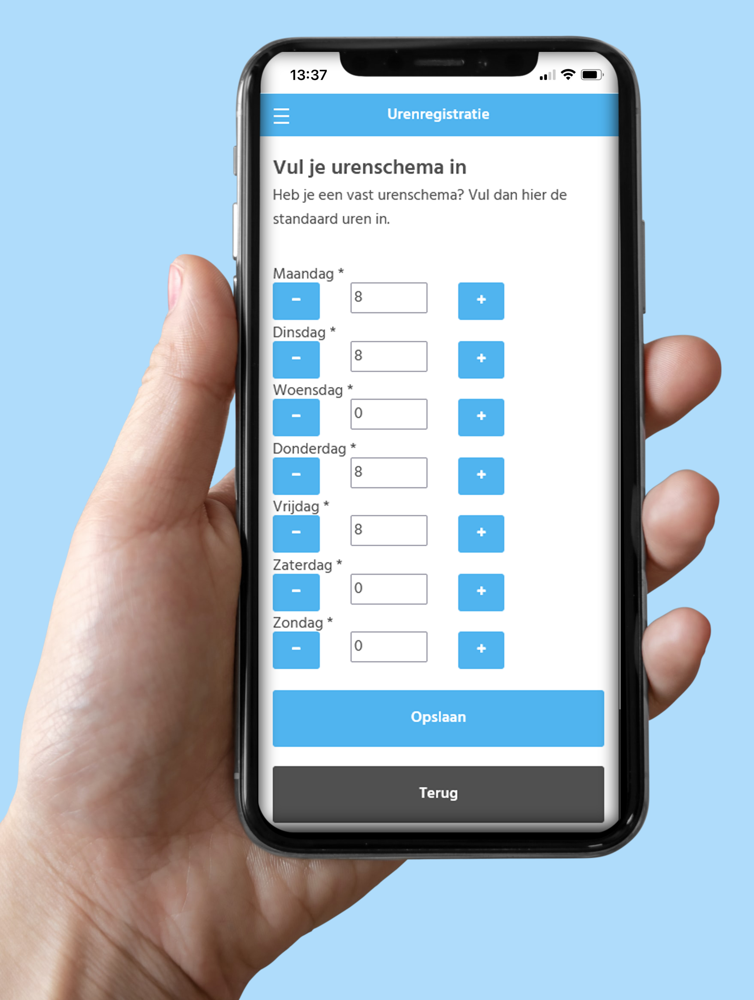 13:37
Urenregistratie
Vul je urenschema in
Heb je een vast urenschema? Vul dan hier de
standaard uren in.
Maandag *
- 8 +
Dinsdag *
- 8 +
Woensdag *
- 0 +
Donderdag *
- 8 +
Vrijdag *
- 8 +
Zaterdag *
- 0 +
Zondag *
- 0 +
Opslaan
Terug